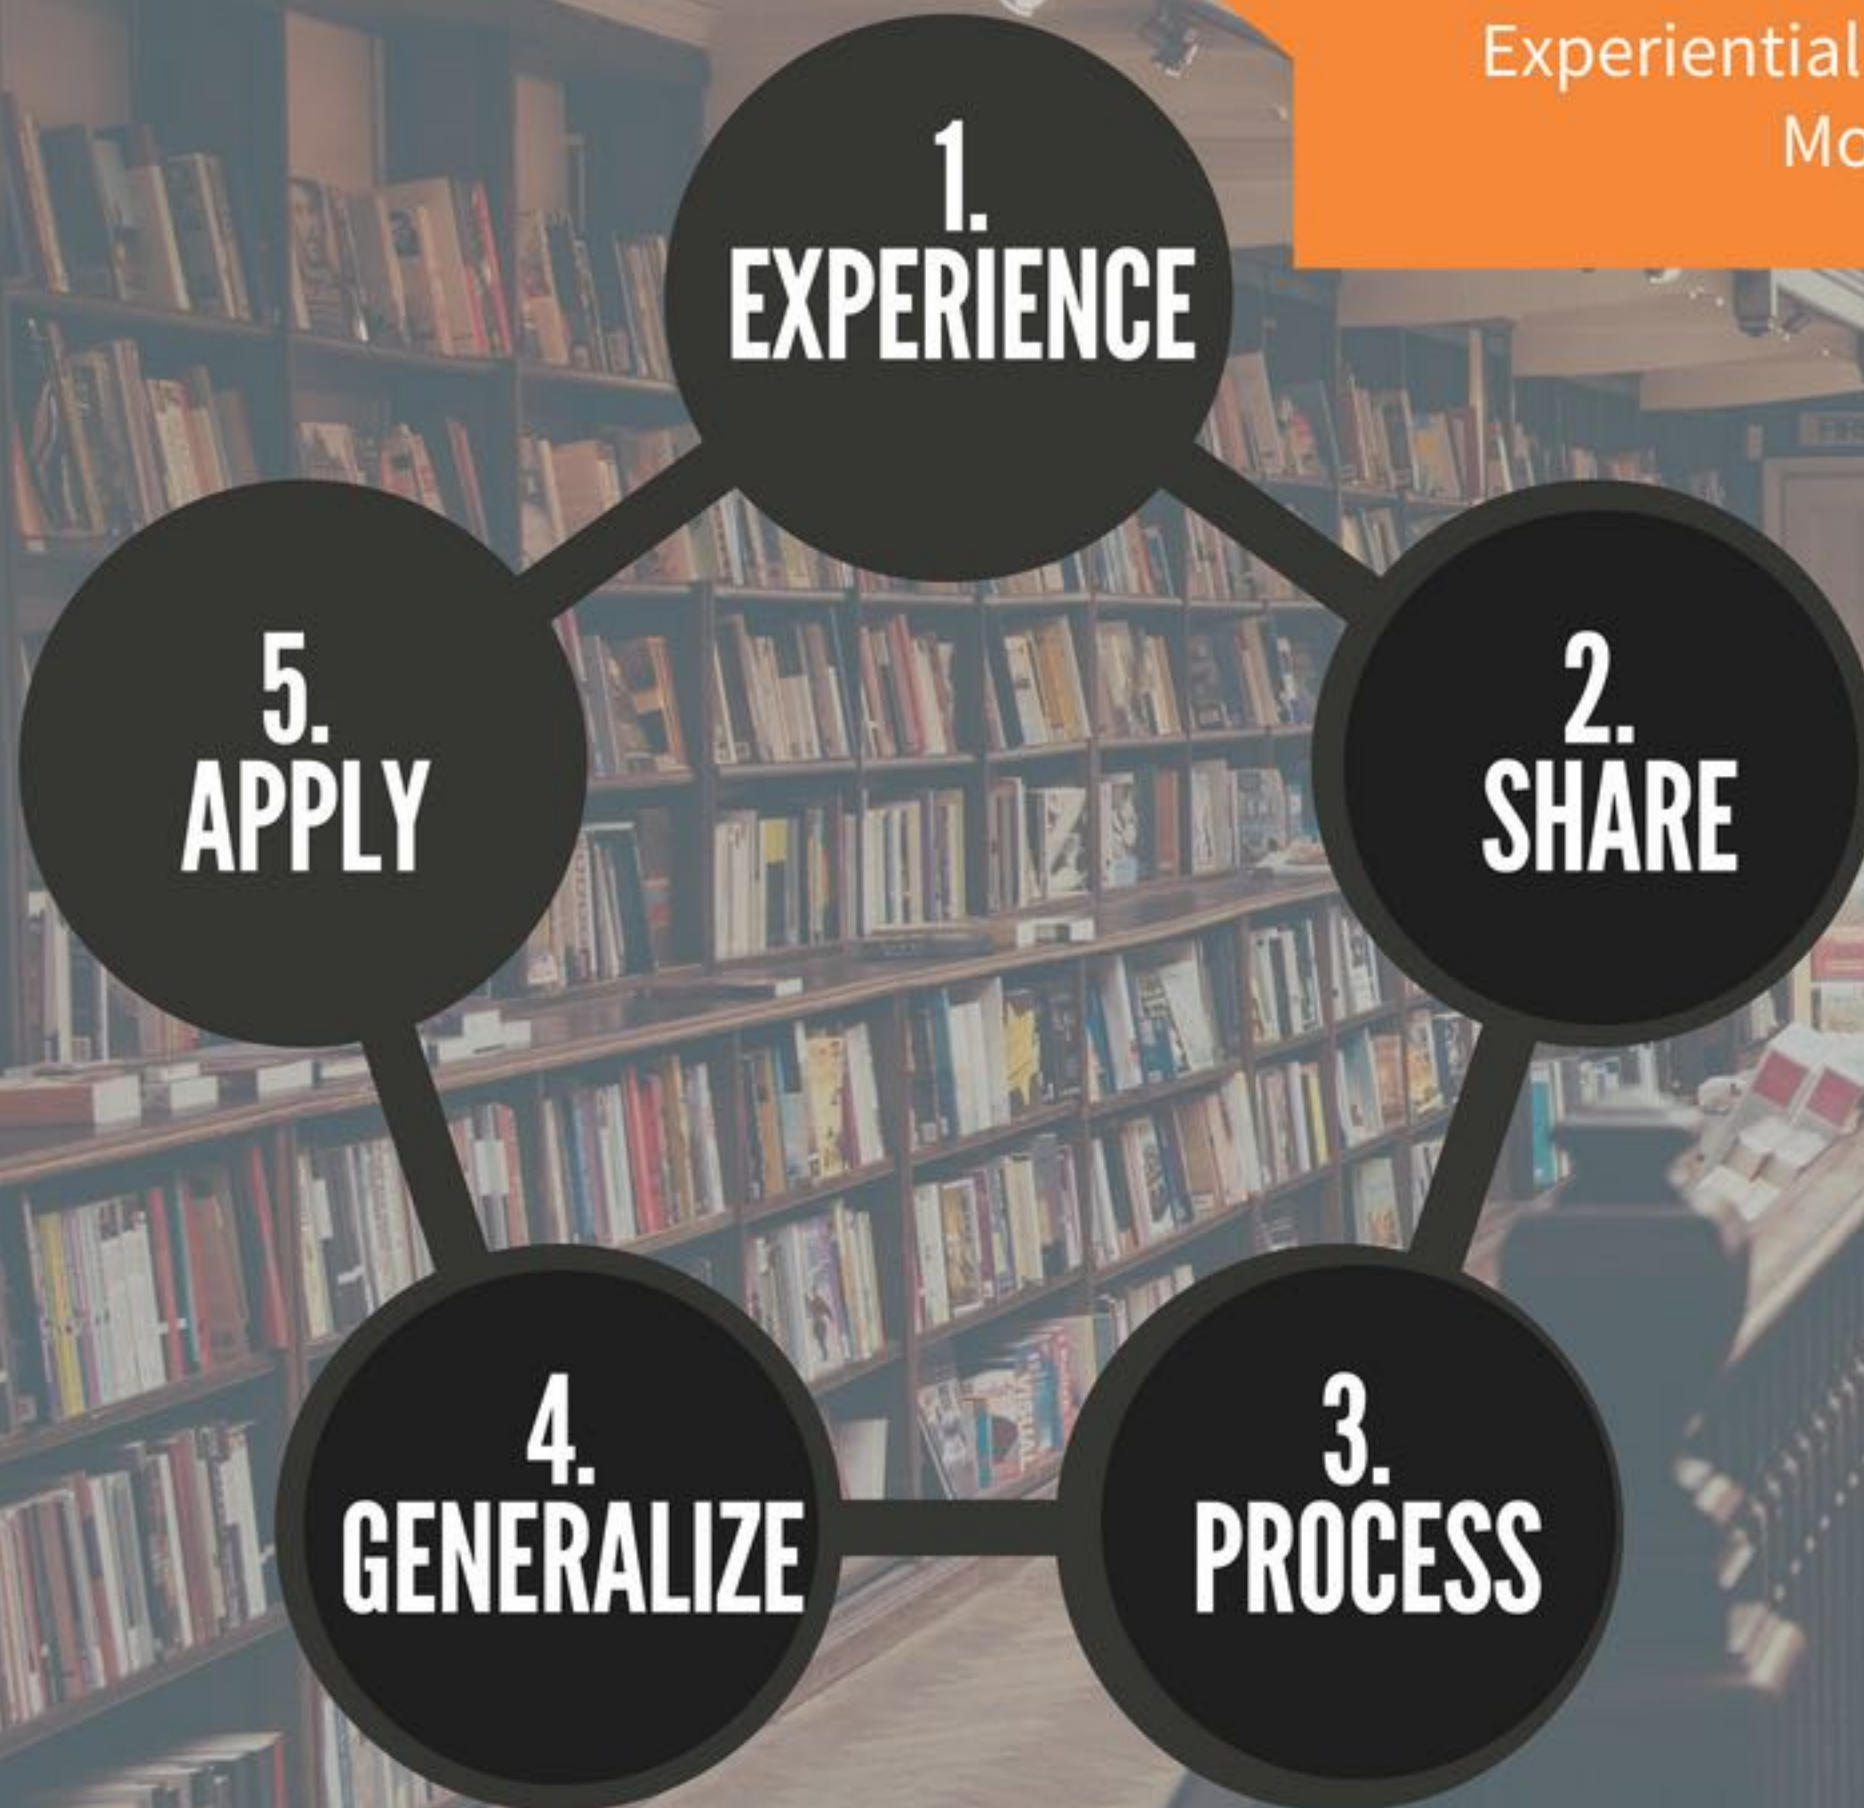 Experiential
1.
EXPERIENCE
2.
SHARE
3.
PROCESS
4.
GENERALIZE
5.
APPLY